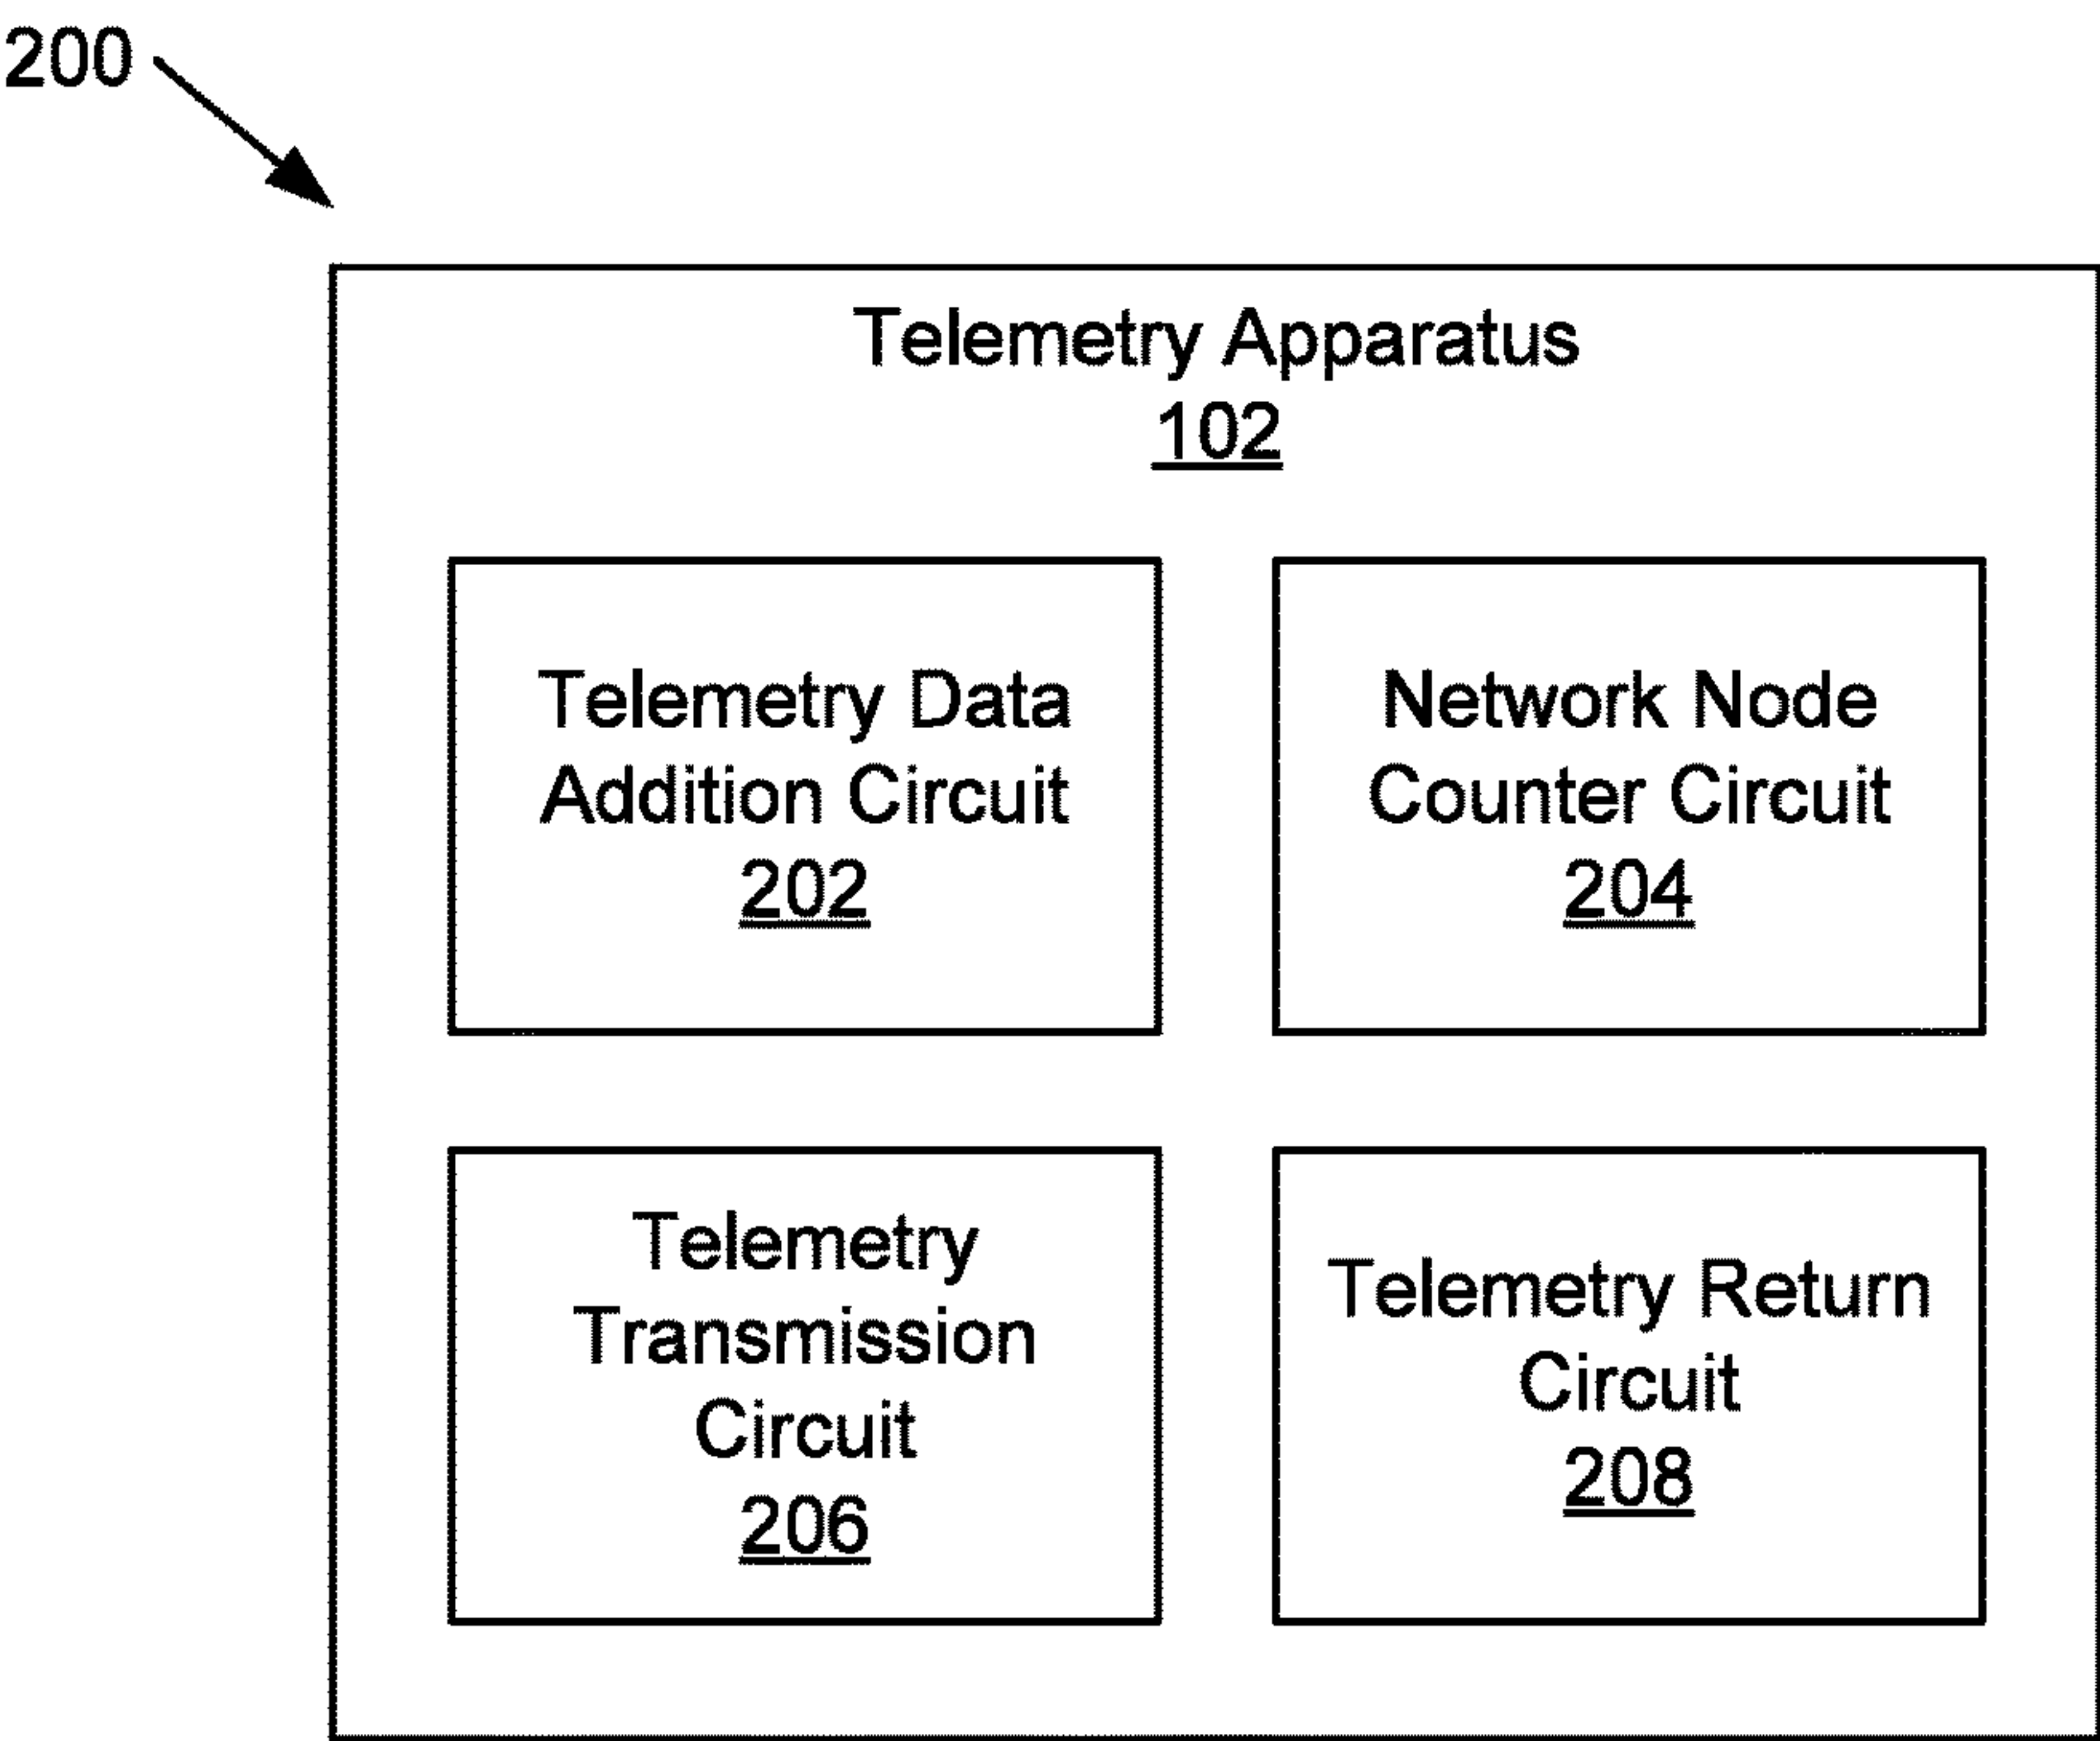 200
Telemetry Apparatus
102
Telemetry Data
Addition Circuit
202
Network Node
Counter Circuit
204
Telemetry
Transmission
Circuit
206
Telemetry Return
Circuit
208